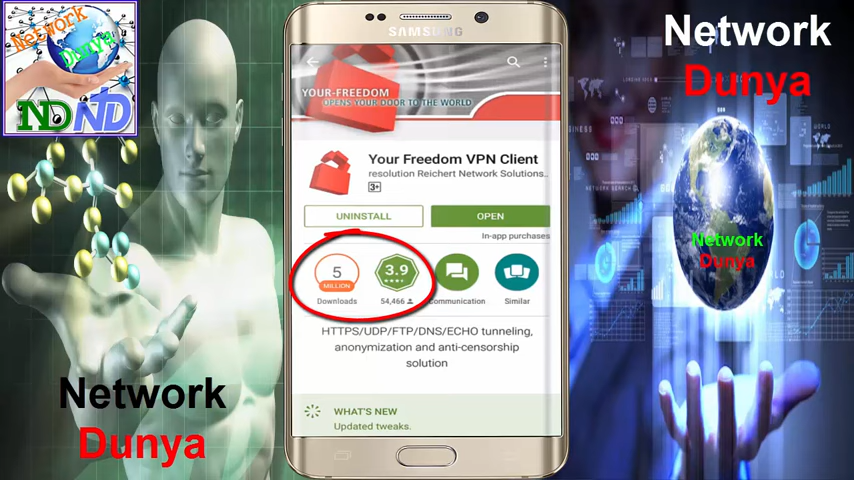 Network
Dunya
ND ND
Network
Dunya
SAMSUNG
YOUR-FREEDOM
OPENS YOUR DOOR TO THE WORLD
Your Freedom VPN Client
resolution Reichert Network Solutions..
3+
UNINSTALL
OPEN
In-app purchases
5
MILLION
Downloads
3.9
54,466
Communication
Similar
HTTPS/UDP/FTP/DNS/ECHO tunneling,
anonymization and anti-censorship
solution
WHAT'S NEW
Updated tweaks.
Network
Dunya
Network
Dunya